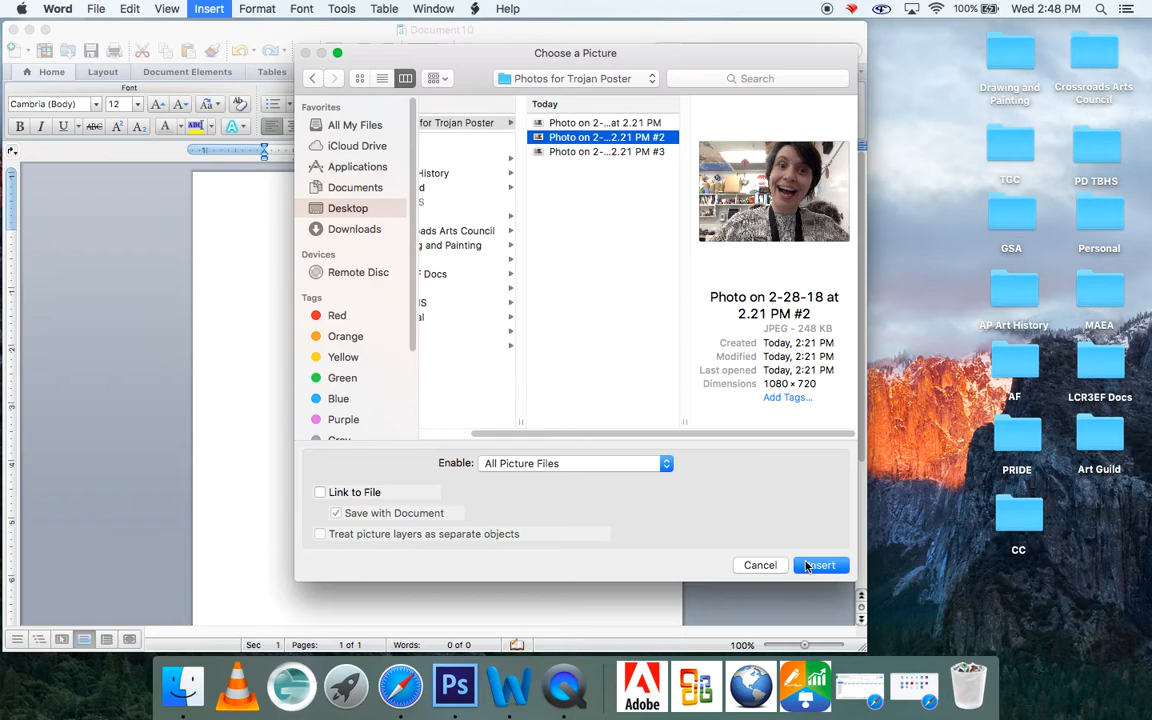 Word File Edit View Insert Format Font Tools Table Window Help 100% Wed 2:48 PM
Document10
Choose a Picture
Home Layout Document Elements Tables
Photos for Trojan Poster Search
Font
Cambria (Body) 12 A A Aa
B I U ABC A2 A2 A ABC A
Favorites
All My Files
iCloud Drive
Applications
Documents
Desktop
Downloads
Devices
Remote Disc
Tags
Red
Orange
Yellow
Green
Blue
Purple
for Trojan Poster
History
d
S
ads Arts Council
g and Painting
F Docs
S
al
Today
Photo on 2-...at 2.21 PM
Photo on 2-...2.21 PM #2
Photo on 2-...2.21 PM #3
Photo on 2-28-18 at
2.21 PM #2
JPEG - 248 KB
Created Today, 2:21 PM
Modified Today, 2:21 PM
Last opened Today, 2:21 PM
Dimensions 1080 × 720
Add Tags...
Enable: All Picture Files
Link to File
Save with Document
Treat picture layers as separate objects
Cancel Insert
Sec 1 Pages: 1 of 1 Words: 0 of 0 100%
Drawing and
Painting
Crossroads Arts
Council
TGC
PD TBHS
GSA
Personal
AP Art History
MAEA
AF
LCR3EF Docs
PRIDE
Art Guild
CC
Ps
Adobe